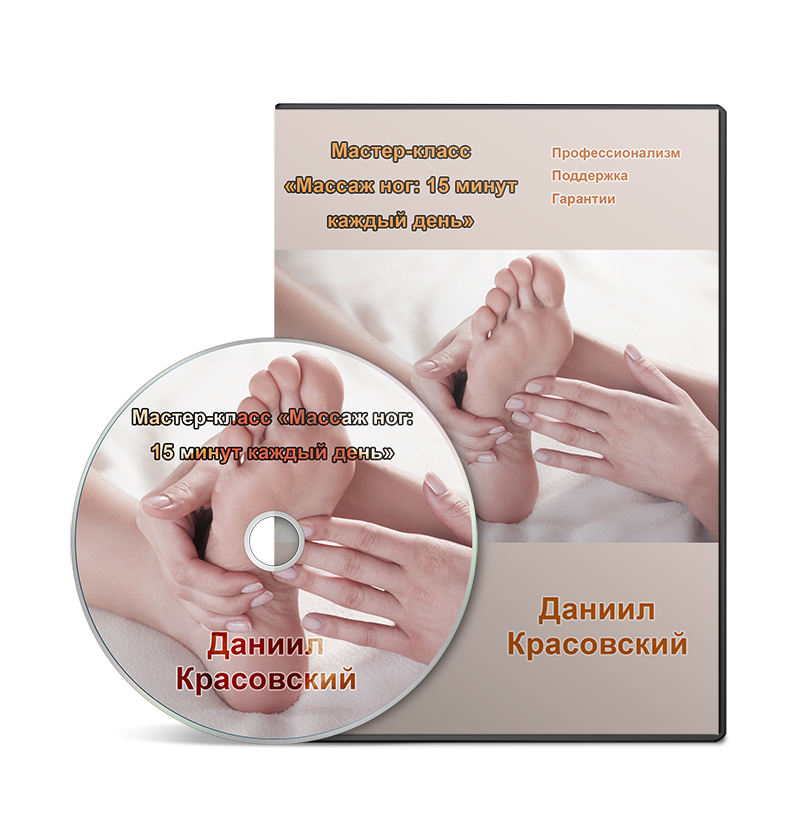 Мастер-класс
«Массаж ног: 15 минут
каждый день»
Профессионализм
Поддержка
Гарантии
Мастер-класс «Массаж ног:
15 минут каждый день»
Даниил
Красовский
Даниил
Красовский